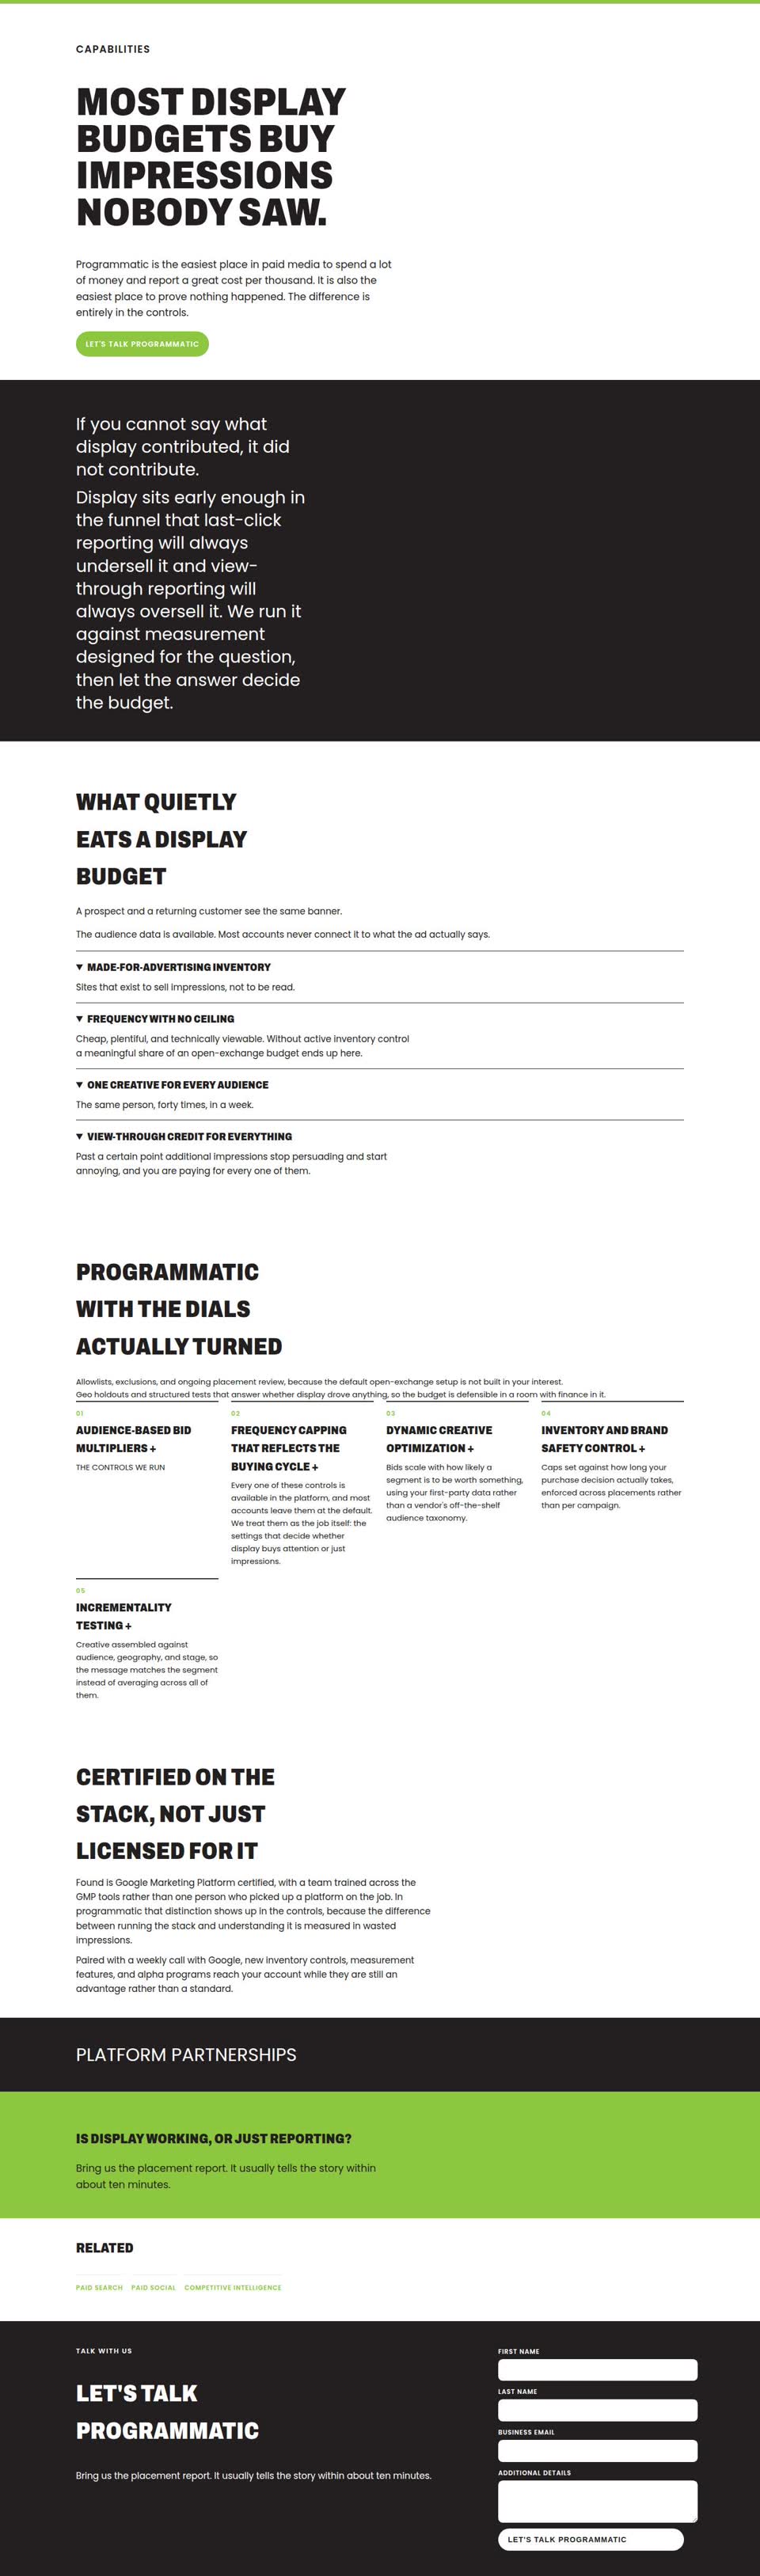 CAPABILITIES
MOST DISPLAY
BUDGETS BUY
IMPRESSIONS
NOBODY SAW.
Programmatic is the easiest place in paid media to spend a lot
of money and report a great cost per thousand. It is also the
easiest place to prove nothing happened. The difference is
entirely in the controls.
LET'S TALK PROGRAMMATIC
If you cannot say what
display contributed, it did
not contribute.
Display sits early enough in
the funnel that last-click
reporting will always
undersell it and view-
through reporting will
always oversell it. We run it
against measurement
designed for the question,
then let the answer decide
the budget.
WHAT QUIETLY
EATS A DISPLAY
BUDGET
A prospect and a returning customer see the same banner.
The audience data is available. Most accounts never connect it to what the ad actually says.
▼ MADE-FOR-ADVERTISING INVENTORY
Sites that exist to sell impressions, not to be read.
▼ FREQUENCY WITH NO CEILING
Cheap, plentiful, and technically viewable. Without active inventory control
a meaningful share of an open-exchange budget ends up here.
▼ ONE CREATIVE FOR EVERY AUDIENCE
The same person, forty times, in a week.
▼ VIEW-THROUGH CREDIT FOR EVERYTHING
Past a certain point additional impressions stop persuading and start
annoying, and you are paying for every one of them.
PROGRAMMATIC
WITH THE DIALS
ACTUALLY TURNED
Allowlists, exclusions, and ongoing placement review, because the default open-exchange setup is not built in your interest.
Geo holdouts and structured tests that answer whether display drove anything, so the budget is defensible in a room with finance in it.
01
AUDIENCE-BASED BID
MULTIPLIERS +
THE CONTROLS WE RUN
02
FREQUENCY CAPPING
THAT REFLECTS THE
BUYING CYCLE +
Every one of these controls is
available in the platform, and most
accounts leave them at the default.
We treat them as the job itself: the
settings that decide whether
display buys attention or just
impressions.
03
DYNAMIC CREATIVE
OPTIMIZATION +
Bids scale with how likely a
segment is to be worth something,
using your first-party data rather
than a vendor's off-the-shelf
audience taxonomy.
04
INVENTORY AND BRAND
SAFETY CONTROL +
Caps set against how long your
purchase decision actually takes,
enforced across placements rather
than per campaign.
05
INCREMENTALITY
TESTING +
Creative assembled against
audience, geography, and stage, so
the message matches the segment
instead of averaging across all of
them.
CERTIFIED ON THE
STACK, NOT JUST
LICENSED FOR IT
Found is Google Marketing Platform certified, with a team trained across the
GMP tools rather than one person who picked up a platform on the job. In
programmatic that distinction shows up in the controls, because the difference
between running the stack and understanding it is measured in wasted
impressions.
Paired with a weekly call with Google, new inventory controls, measurement
features, and alpha programs reach your account while they are still an
advantage rather than a standard.
PLATFORM PARTNERSHIPS
IS DISPLAY WORKING, OR JUST REPORTING?
Bring us the placement report. It usually tells the story within
about ten minutes.
RELATED
PAID SEARCH PAID SOCIAL COMPETITIVE INTELLIGENCE
TALK WITH US
LET'S TALK
PROGRAMMATIC
Bring us the placement report. It usually tells the story within about ten minutes.
FIRST NAME
LAST NAME
BUSINESS EMAIL
ADDITIONAL DETAILS
LET'S TALK PROGRAMMATIC